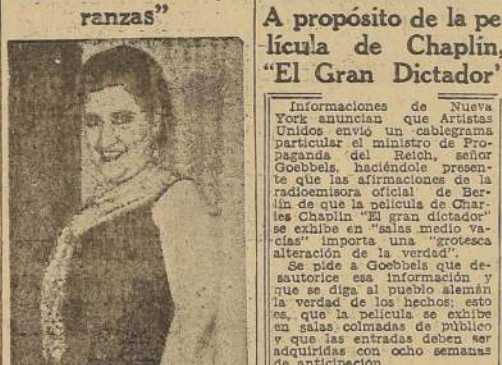 ranzas”
A propósito de la pe
lícula de Chaplin,
“El Gran Dictador”
Informaciones de Nueva
York anuncian que Artistas
Unidos envió un cablegrama
particular el ministro de Pro-
paganda del Reich, señor
Goebbels, haciéndole presen-
te que las afirmaciones de la
radioemisora oficial de Ber-
lín de que la película de Char-
les Chaplin “El gran dictador”
se exhibe en “salas medio va-
cías” importa una “grotesca
alteración de la verdad”.
Se pide a Goebbels que de-
sautorice esa información y
que se diga al pueblo alemán
la verdad de los hechos; esto
es, que la película se exhibe
en salas colmadas de público
y que las entradas deben ser
adquiridas con ocho semanas
de anticipación.